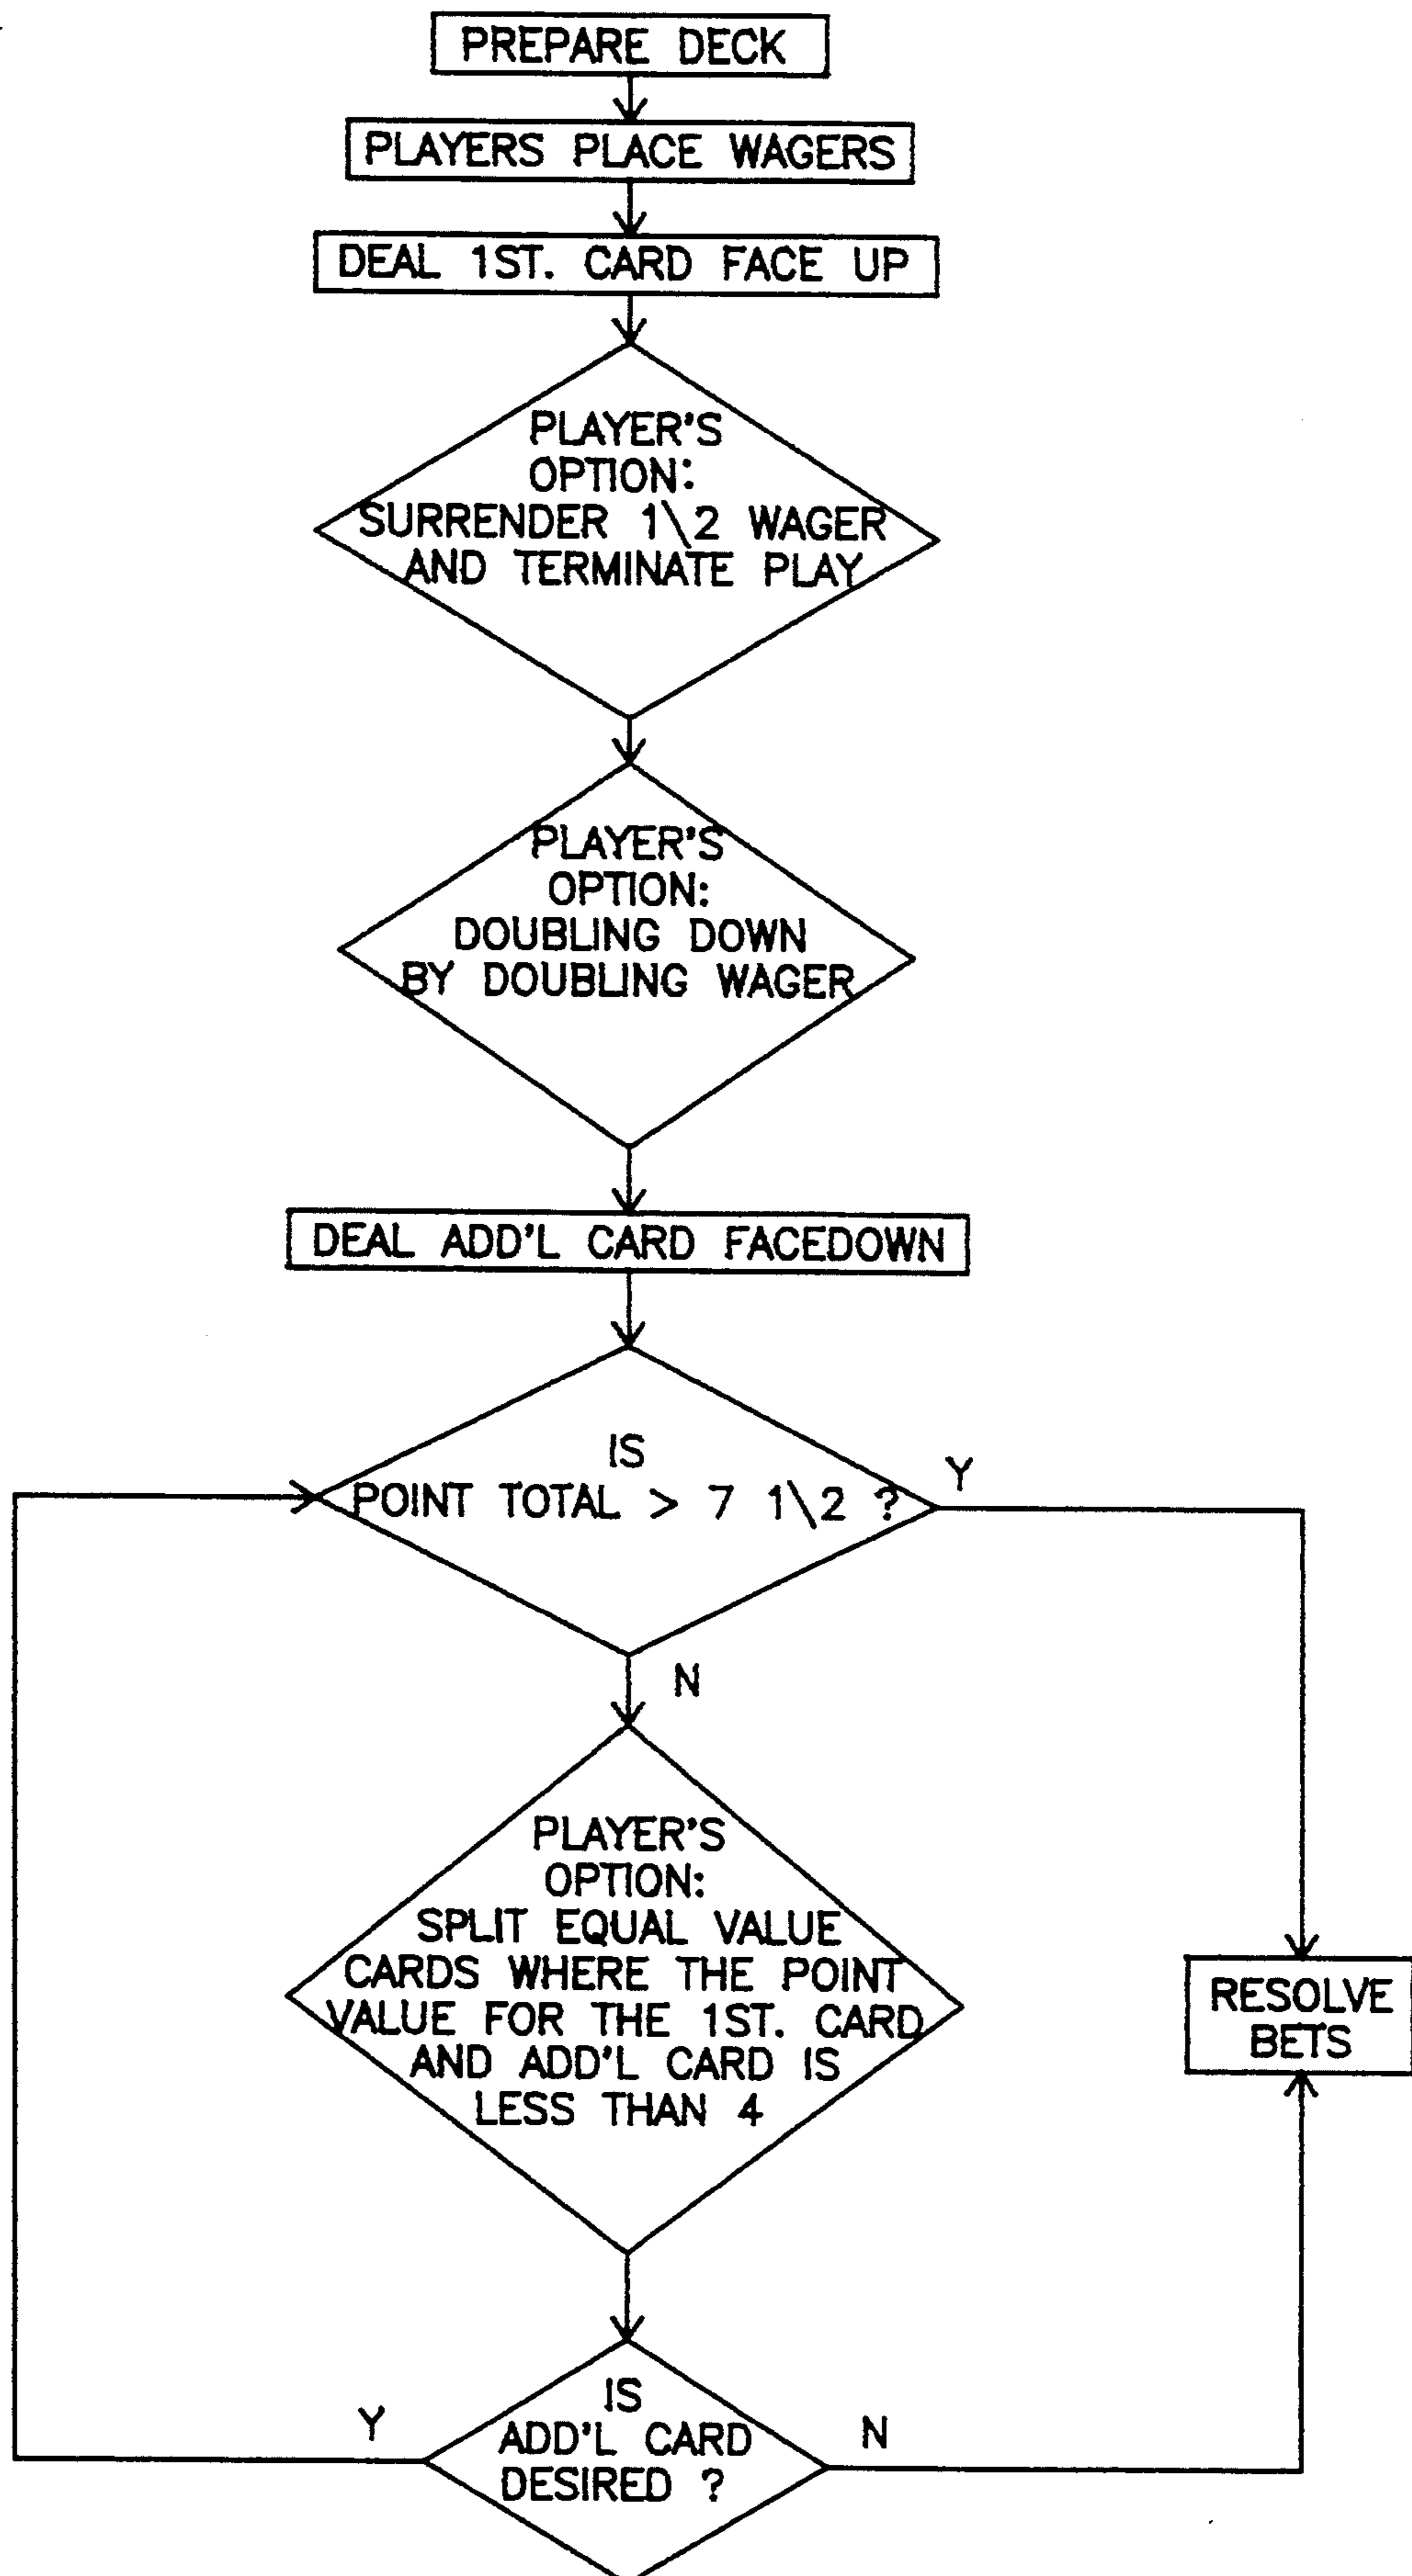 PREPARE DECK
PLAYERS PLACE WAGERS
DEAL 1ST. CARD FACE UP
PLAYER'S
OPTION:
SURRENDER 1\2 WAGER
AND TERMINATE PLAY
PLAYER'S
OPTION:
DOUBLING DOWN
BY DOUBLING WAGER
DEAL ADD'L CARD FACEDOWN
IS
POINT TOTAL > 7 1\2 ?
Y
N
PLAYER'S
OPTION:
SPLIT EQUAL VALUE
CARDS WHERE THE POINT
VALUE FOR THE 1ST. CARD
AND ADD'L CARD IS
LESS THAN 4
RESOLVE
BETS
IS
ADD'L CARD
DESIRED ?
Y
N